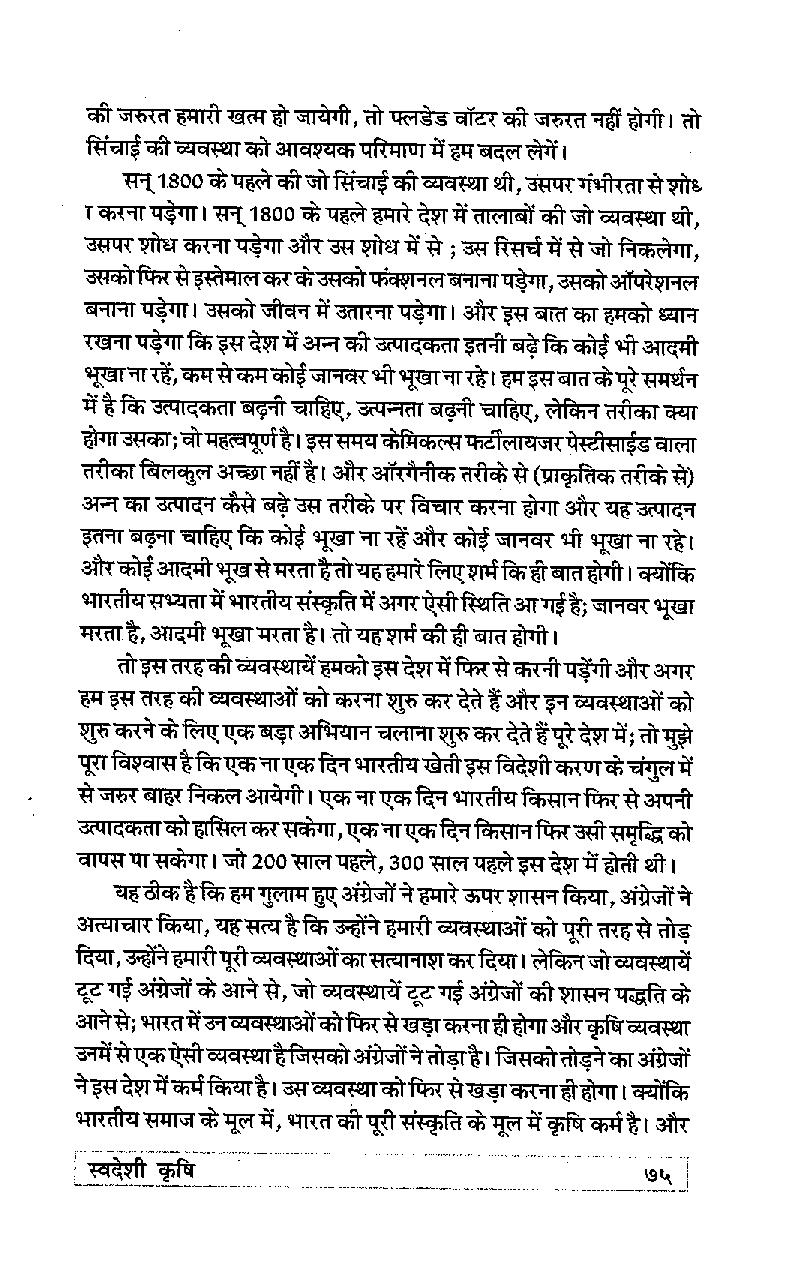 की जरुरत हमारी खत्म हो जायेगी, तो फ्लडेड वॉटर की जरुरत नहीं होगी। तो
सिंचाई की व्यवस्था को आवश्यक परिमाण में हम बदल लेगें।
सन् 1800 के पहले की जो सिंचाई की व्यवस्था थी, उसपर गंभीरता से शोध
ा करना पड़ेगा। सन् 1800 के पहले हमारे देश में तालाबों की जो व्यवस्था थी,
उसपर शोध करना पड़ेगा और उस शोध में से ; उस रिसर्च में से जो निकलेगा,
उसको फिर से इस्तेमाल कर के उसको फंक्शनल बनाना पड़ेगा, उसको ऑपरेशनल
बनाना पड़ेगा। उसको जीवन में उतारना पड़ेगा। और इस बात का हमको ध्यान
रखना पड़ेगा कि इस देश में अन्न की उत्पादकता इतनी बढ़े कि कोई भी आदमी
भूखा ना रहें, कम से कम कोई जानवर भी भूखा ना रहे। हम इस बात के पूरे समर्थन
में है कि उत्पादकता बढ़नी चाहिए, उत्पन्नता बढ़नी चाहिए, लेकिन तरीका क्या
होगा उसका; वो महत्वपूर्ण है। इस समय केमिकल्स फर्टीलायजर पेस्टीसाईड वाला
तरीका बिलकुल अच्छा नहीं है। और ऑरगैनीक तरीके से (प्राकृतिक तरीके से)
अन्न का उत्पादन कैसे बढ़े उस तरीके पर विचार करना होगा और यह उत्पादन
इतना बढ़ना चाहिए कि कोई भूखा ना रहें और कोई जानवर भी भूखा ना रहे।
और कोई आदमी भूख से मरता है तो यह हमारे लिए शर्म कि ही बात होगी। क्योंकि
भारतीय सभ्यता में भारतीय संस्कृति में अगर ऐसी स्थिति आ गई है; जानवर भूखा
मरता है, आदमी भूखा मरता है। तो यह शर्म की ही बात होगी।
तो इस तरह की व्यवस्थायें हमको इस देश में फिर से करनी पड़ेंगी और अगर
हम इस तरह की व्यवस्थाओं को करना शुरु कर देते हैं और इन व्यवस्थाओं को
शुरु करने के लिए एक बड़ा अभियान चलाना शुरु कर देते हैं पूरे देश में; तो मुझे
पूरा विश्वास है कि एक ना एक दिन भारतीय खेती इस विदेशी करण के चंगुल में
से जरुर बाहर निकल आयेगी। एक ना एक दिन भारतीय किसान फिर से अपनी
उत्पादकता को हासिल कर सकेगा, एक ना एक दिन किसान फिर उसी समृद्धि को
वापस पा सकेगा। जो 200 साल पहले, 300 साल पहले इस देश में होती थी।
यह ठीक है कि हम गुलाम हुए अंग्रेजों ने हमारे ऊपर शासन किया, अंग्रेजों ने
अत्याचार किया, यह सत्य है कि उन्होंने हमारी व्यवस्थाओं को पूरी तरह से तोड़
दिया, उन्होंने हमारी पूरी व्यवस्थाओं का सत्यानाश कर दिया। लेकिन जो व्यवस्थायें
टूट गई अंग्रेजों के आने से, जो व्यवस्थायें टूट गई अंग्रेजों की शासन पद्धति के
आने से; भारत में उन व्यवस्थाओं को फिर से खड़ा करना ही होगा और कृषि व्यवस्था
उनमें से एक ऐसी व्यवस्था है जिसको अंग्रेजों ने तोड़ा है। जिसको तोड़ने का अंग्रेजों
ने इस देश में कर्म किया है। उस व्यवस्था को फिर से खड़ा करना ही होगा। क्योंकि
भारतीय समाज के मूल में, भारत की पूरी संस्कृति के मूल में कृषि कर्म है। और
स्वदेशी कृषि
७५